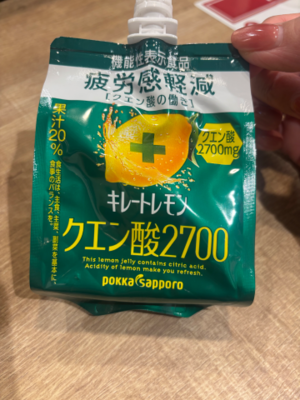 機能性表示食品
疲労感軽減
［クエン酸の働き］
果汁20%
食生活は、主食、主菜、副菜を基本に、
食事のバランスを。
クエン酸
2700mg
キレートレモン
クエン酸2700
This lemon jelly contains citric acid.
Acidity of lemon make you refresh.
pokka sapporo